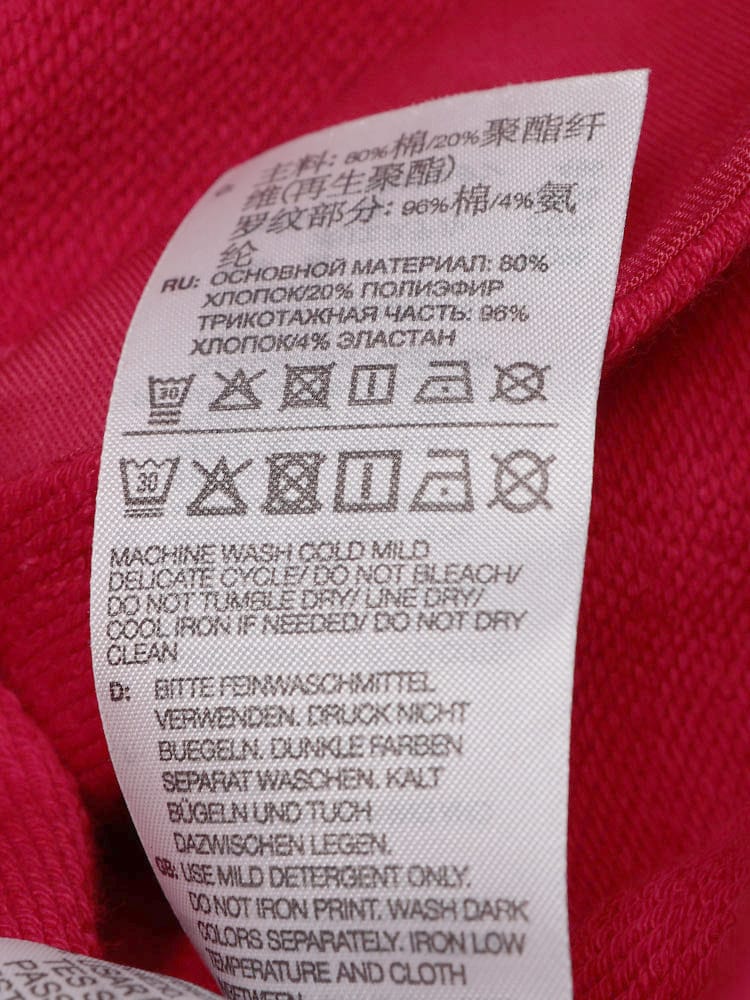 主料: 80%棉/20%聚酯纤
维(再生聚酯)
罗纹部分: 96%棉/4%氨
纶
RU: ОСНОВНОЙ МАТЕРИАЛ: 80%
ХЛОПОК/20% ПОЛИЭФИР
ТРИКОТАЖНАЯ ЧАСТЬ: 96%
ХЛОПОК/4% ЭЛАСТАН
30
30
MACHINE WASH COLD MILD
DELICATE CYCLE/ DO NOT BLEACH/
DO NOT TUMBLE DRY/ LINE DRY/
COOL IRON IF NEEDED/ DO NOT DRY
CLEAN
D: BITTE FEINWASCHMITTEL
VERWENDEN. DRUCK NICHT
BUEGELN. DUNKLE FARBEN
SEPARAT WASCHEN. KALT
BÜGELN UND TUCH
DAZWISCHEN LEGEN.
GB: USE MILD DETERGENT ONLY.
DO NOT IRON PRINT. WASH DARK
COLORS SEPARATELY. IRON LOW
TEMPERATURE AND CLOTH
BETWEEN